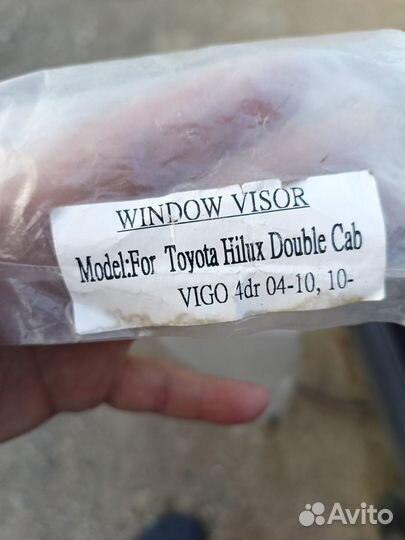 WINDOW VISOR
Model:For Toyota Hilux Double Cab
VIGO 4dr 04-10, 10-
Avito